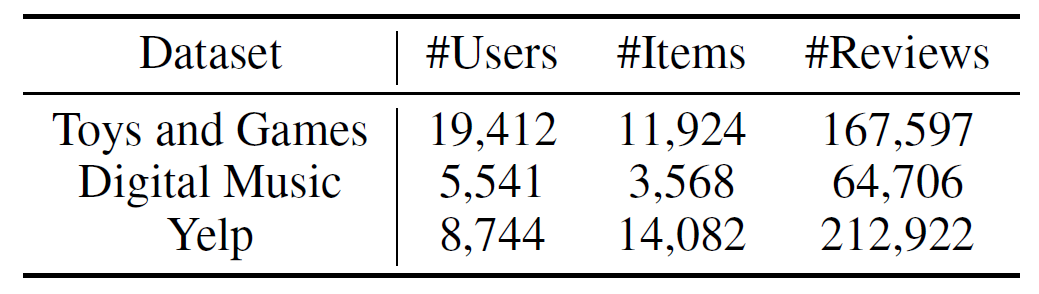 Dataset #Users #Items #Reviews
Toys and Games 19,412 11,924 167,597
Digital Music 5,541 3,568 64,706
Yelp 8,744 14,082 212,922